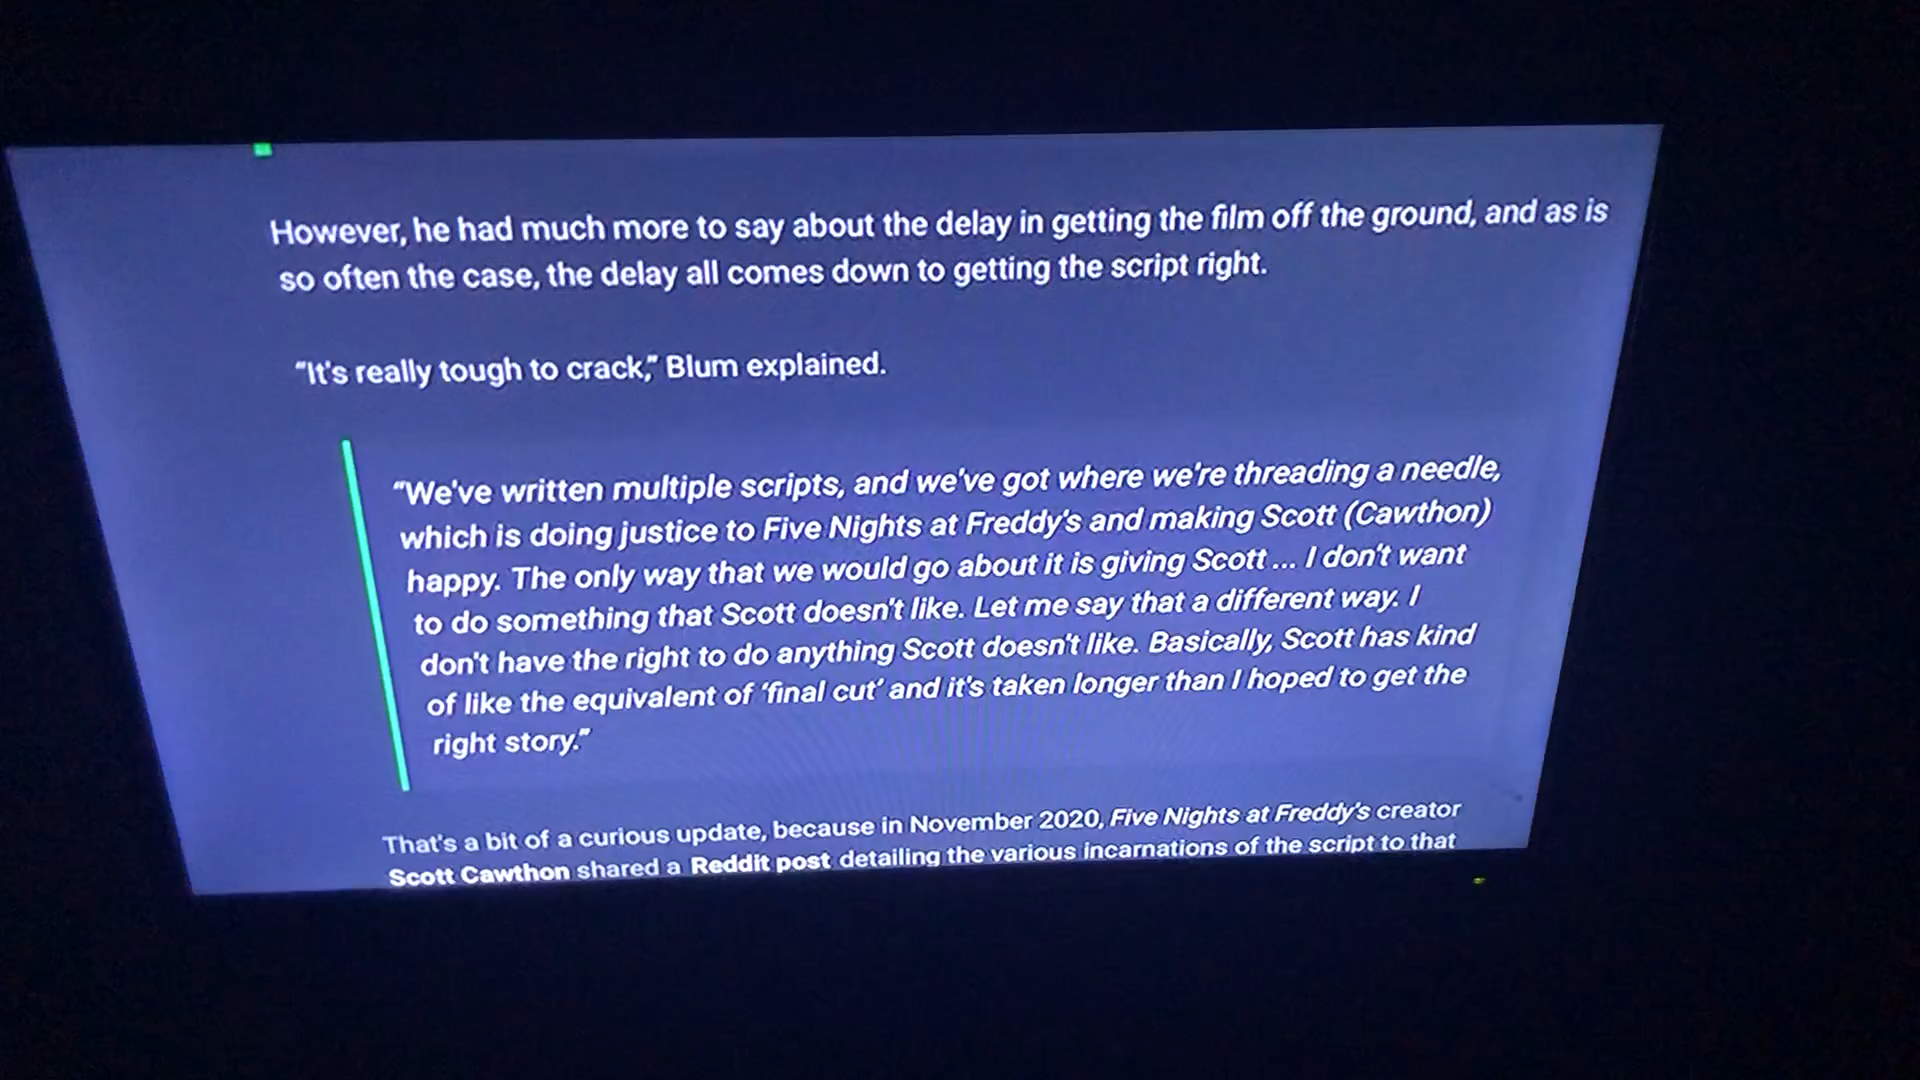 However, he had much more to say about the delay in getting the film off the ground, and as is
so often the case, the delay all comes down to getting the script right.
“It's really tough to crack,” Blum explained.
“We've written multiple scripts, and we've got where we're threading a needle,
which is doing justice to Five Nights at Freddy's and making Scott (Cawthon)
happy. The only way that we would go about it is giving Scott ... I don't want
to do something that Scott doesn't like. Let me say that a different way. I
don't have the right to do anything Scott doesn't like. Basically, Scott has kind
of like the equivalent of ‘final cut’ and it's taken longer than I hoped to get the
right story.”
That's a bit of a curious update, because in November 2020, Five Nights at Freddy's creator
Scott Cawthon shared a Reddit post detailing the various incarnations of the script to that